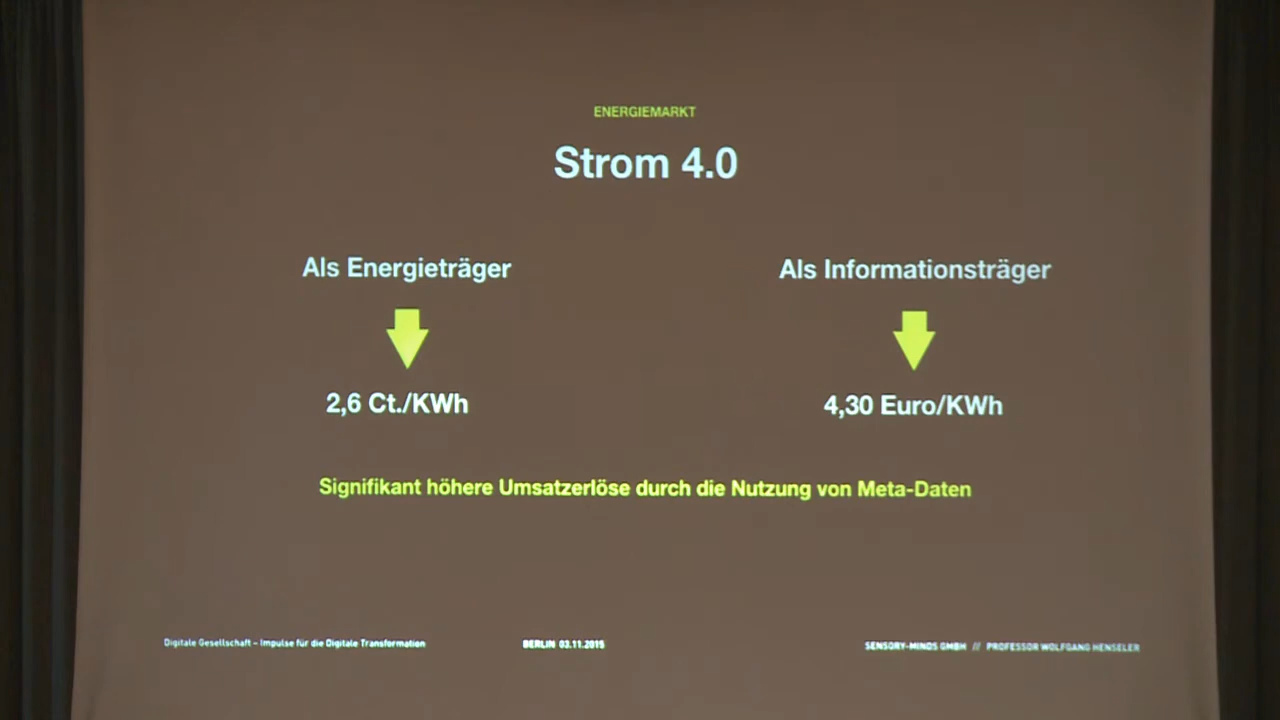 ENERGIEMARKT
Strom 4.0
Als Energieträger
Als Informationsträger
2,6 Ct./KWh
4,30 Euro/KWh
Signifikant höhere Umsatzerlöse durch die Nutzung von Meta-Daten
Digitale Gesellschaft – Impulse für die Digitale Transformation
BERLIN 03.11.2015
SENSORY-MINDS GMBH // PROFESSOR WOLFGANG HENSELER